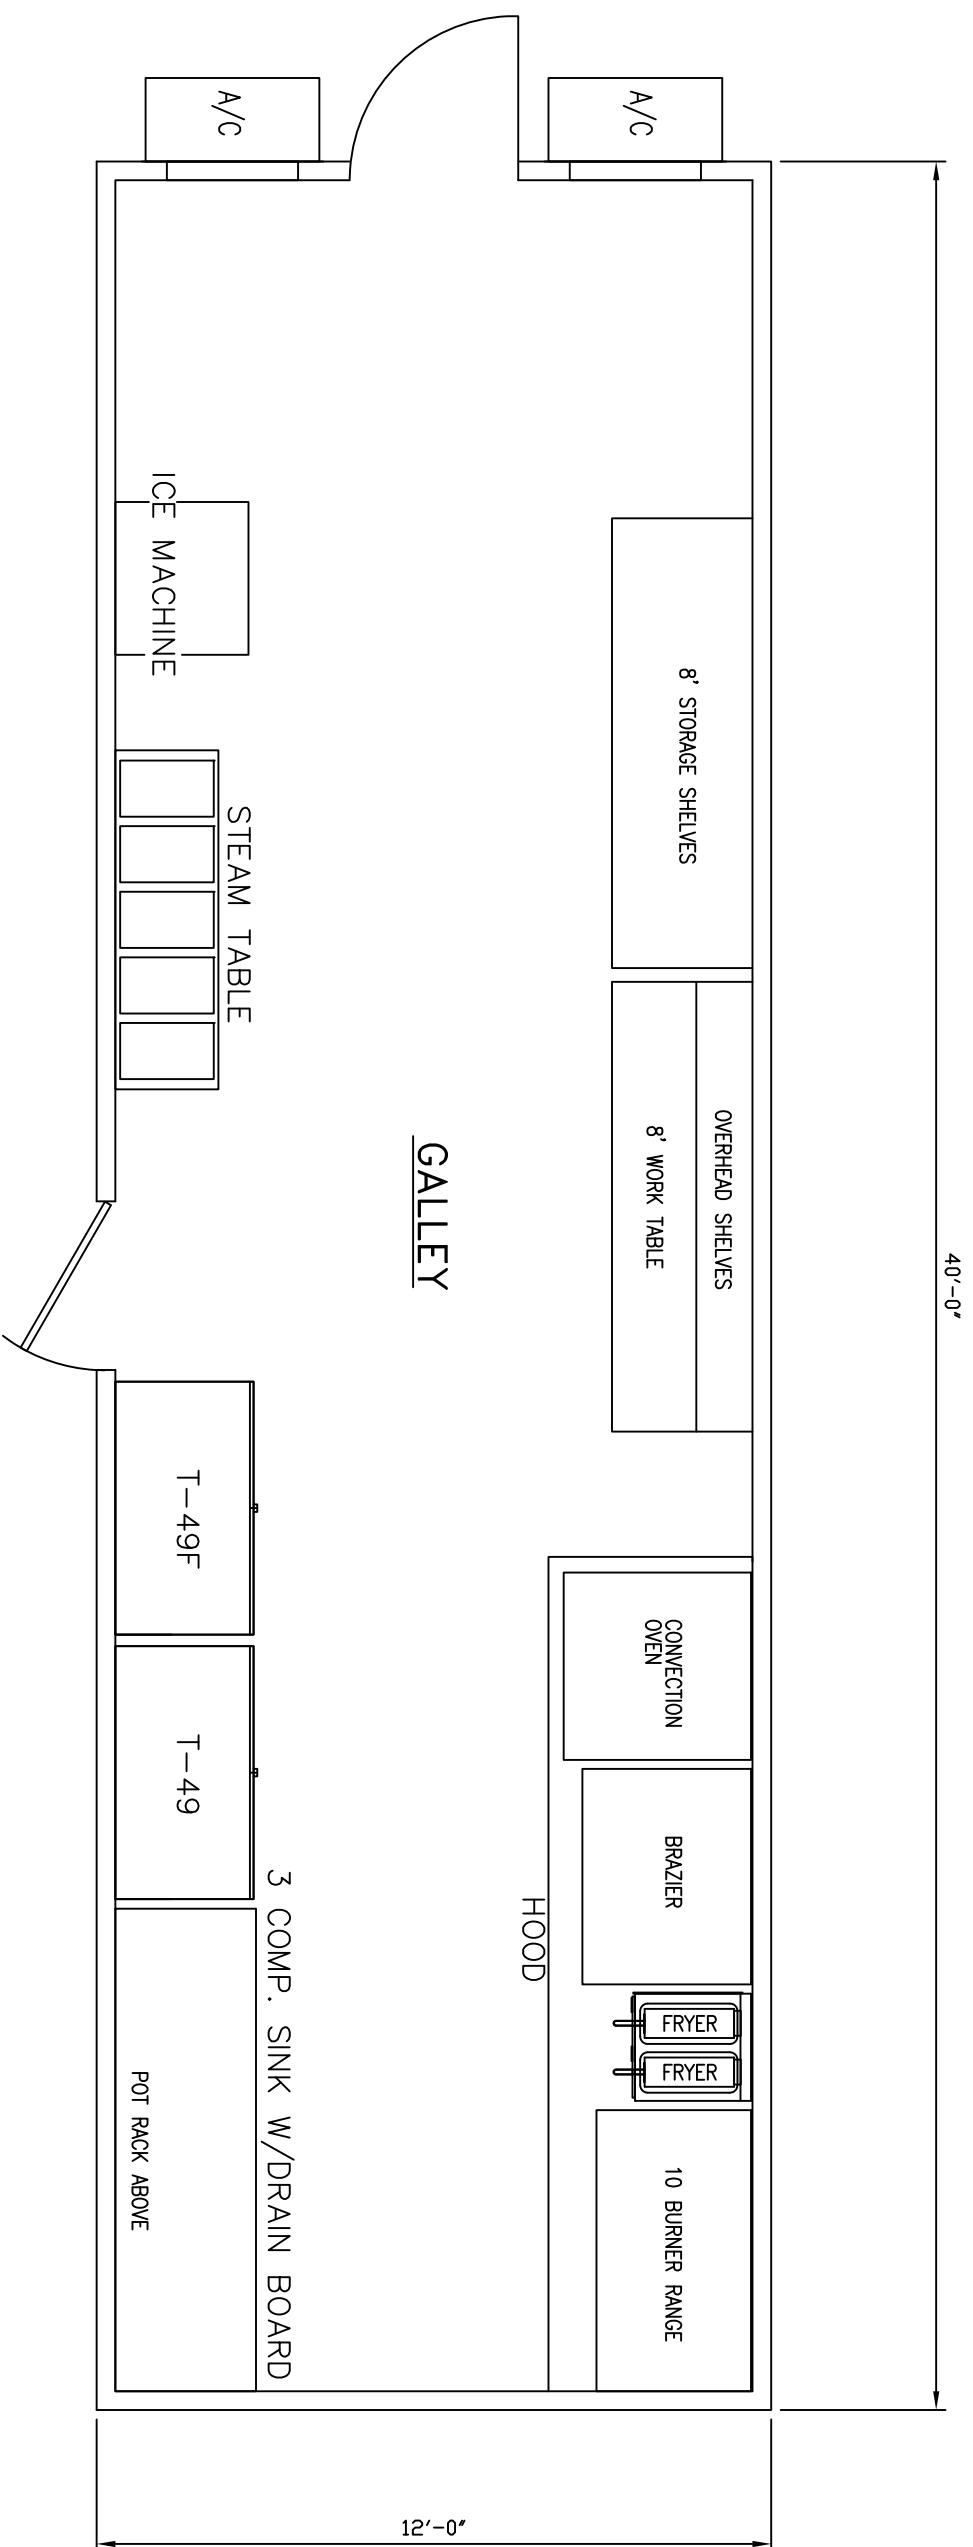 40'-0"
A/C
A/C
8' STORAGE SHELVES
OVERHEAD SHELVES
8' WORK TABLE
CONVECTION
OVEN
BRAZIER
FRYER
FRYER
10 BURNER RANGE
HOOD
GALLEY
ICE MACHINE
STEAM TABLE
T-49F
T-49
3 COMP. SINK W/DRAIN BOARD
POT RACK ABOVE
12'-0"